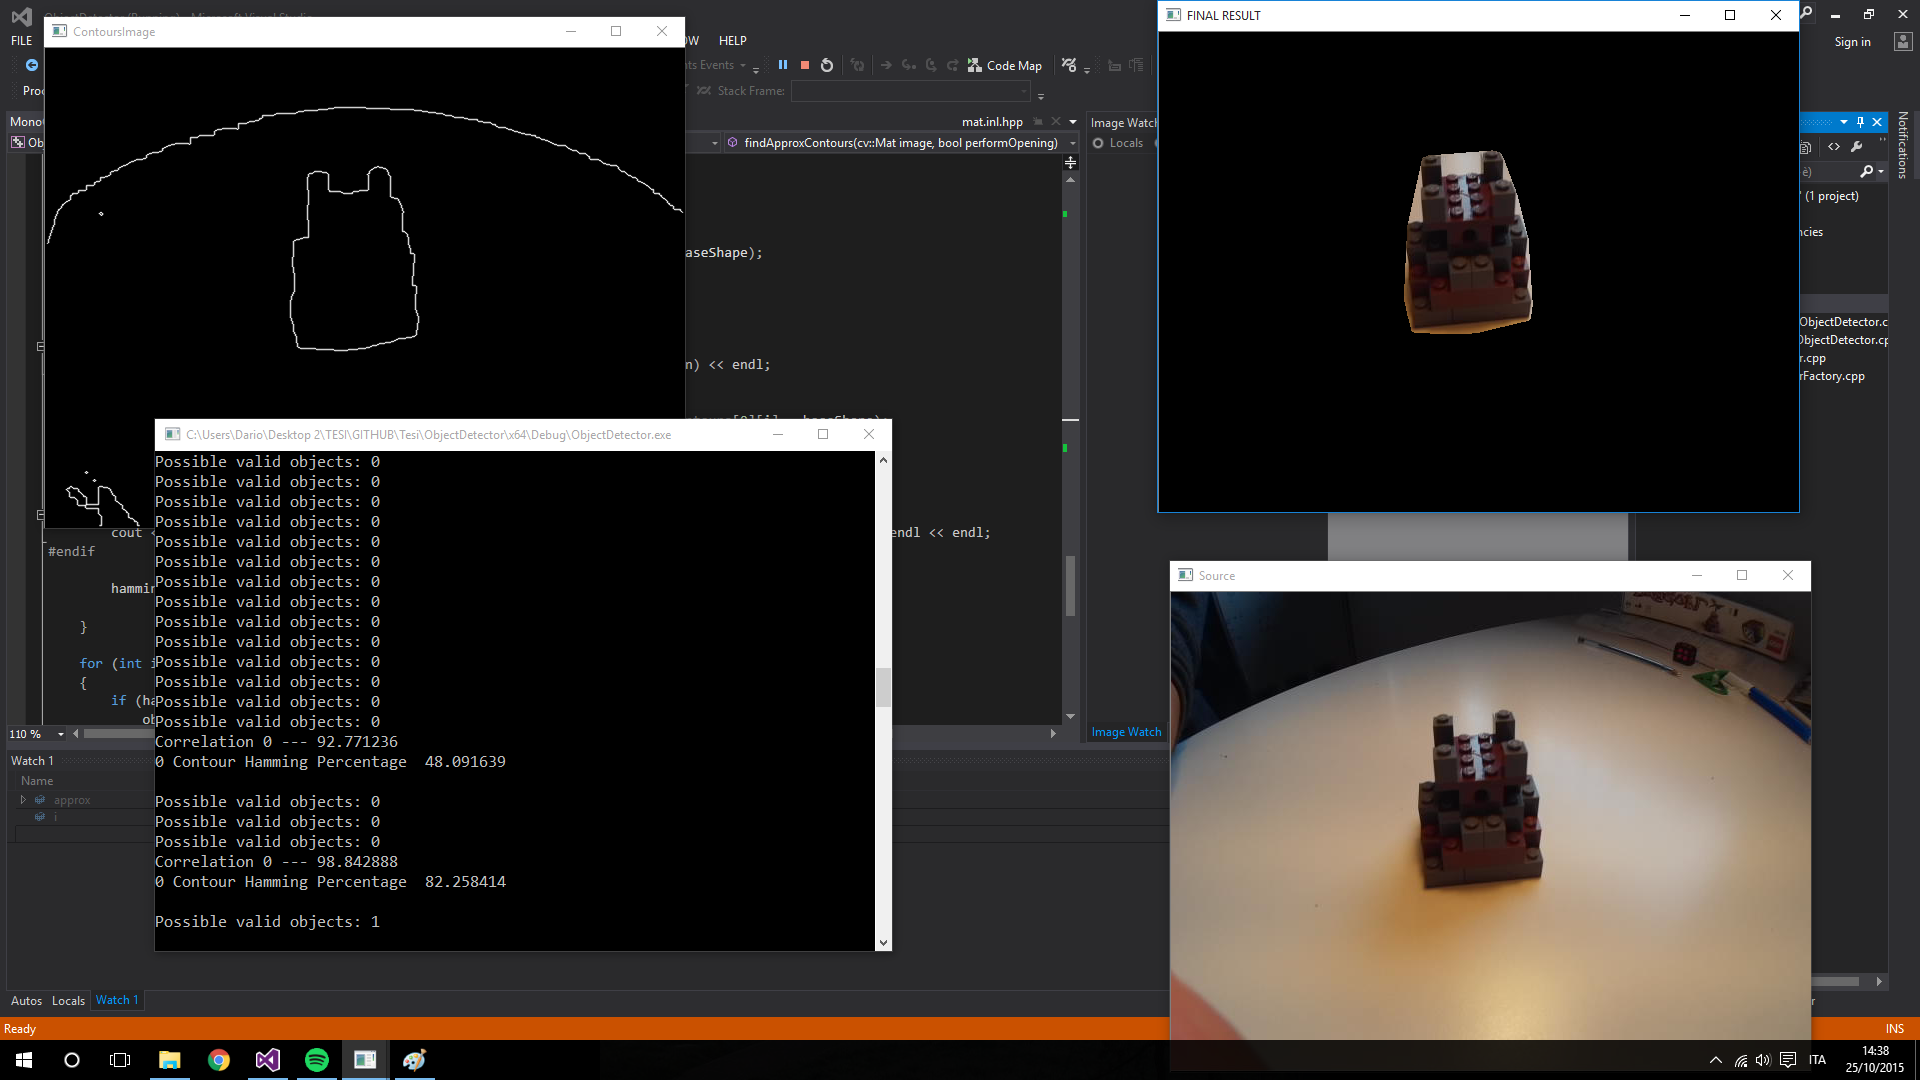 ContoursImage
FINAL RESULT
FILE
OW
HELP
Sign in
nts Events
Code Map
Proc
Stack Frame:
Mono
mat.inl.hpp
Image Watch
Notifications
Obj
findApproxContours(cv::Mat image, bool performOpening)
Locals
(1 project)
ncies
aseShape);
ObjectDetector.c
ObjectDetector.cp
r.cpp
rFactory.cpp
n) << endl;
C:\Users\Dario\Desktop 2\TESI\GITHUB\Tesi\ObjectDetector\x64\Debug\ObjectDetector.exe
Possible valid objects: 0
Possible valid objects: 0
Possible valid objects: 0
Possible valid objects: 0
Possible valid objects: 0
Possible valid objects: 0
Possible valid objects: 0
Possible valid objects: 0
Possible valid objects: 0
Possible valid objects: 0
Possible valid objects: 0
Possible valid objects: 0
Possible valid objects: 0
Possible valid objects: 0
Correlation 0 --- 92.771236
0 Contour Hamming Percentage  48.091639
Possible valid objects: 0
Possible valid objects: 0
Possible valid objects: 0
Correlation 0 --- 98.842888
0 Contour Hamming Percentage  82.258414
Possible valid objects: 1
cout <
endl << endl;
#endif
hammin
}
for (int i
{
if (ha
ob
110 %
Image Watch
Source
Watch 1
Name
approx
i
Autos
Locals
Watch 1
Ready
INS
ITA
14:38
25/10/2015